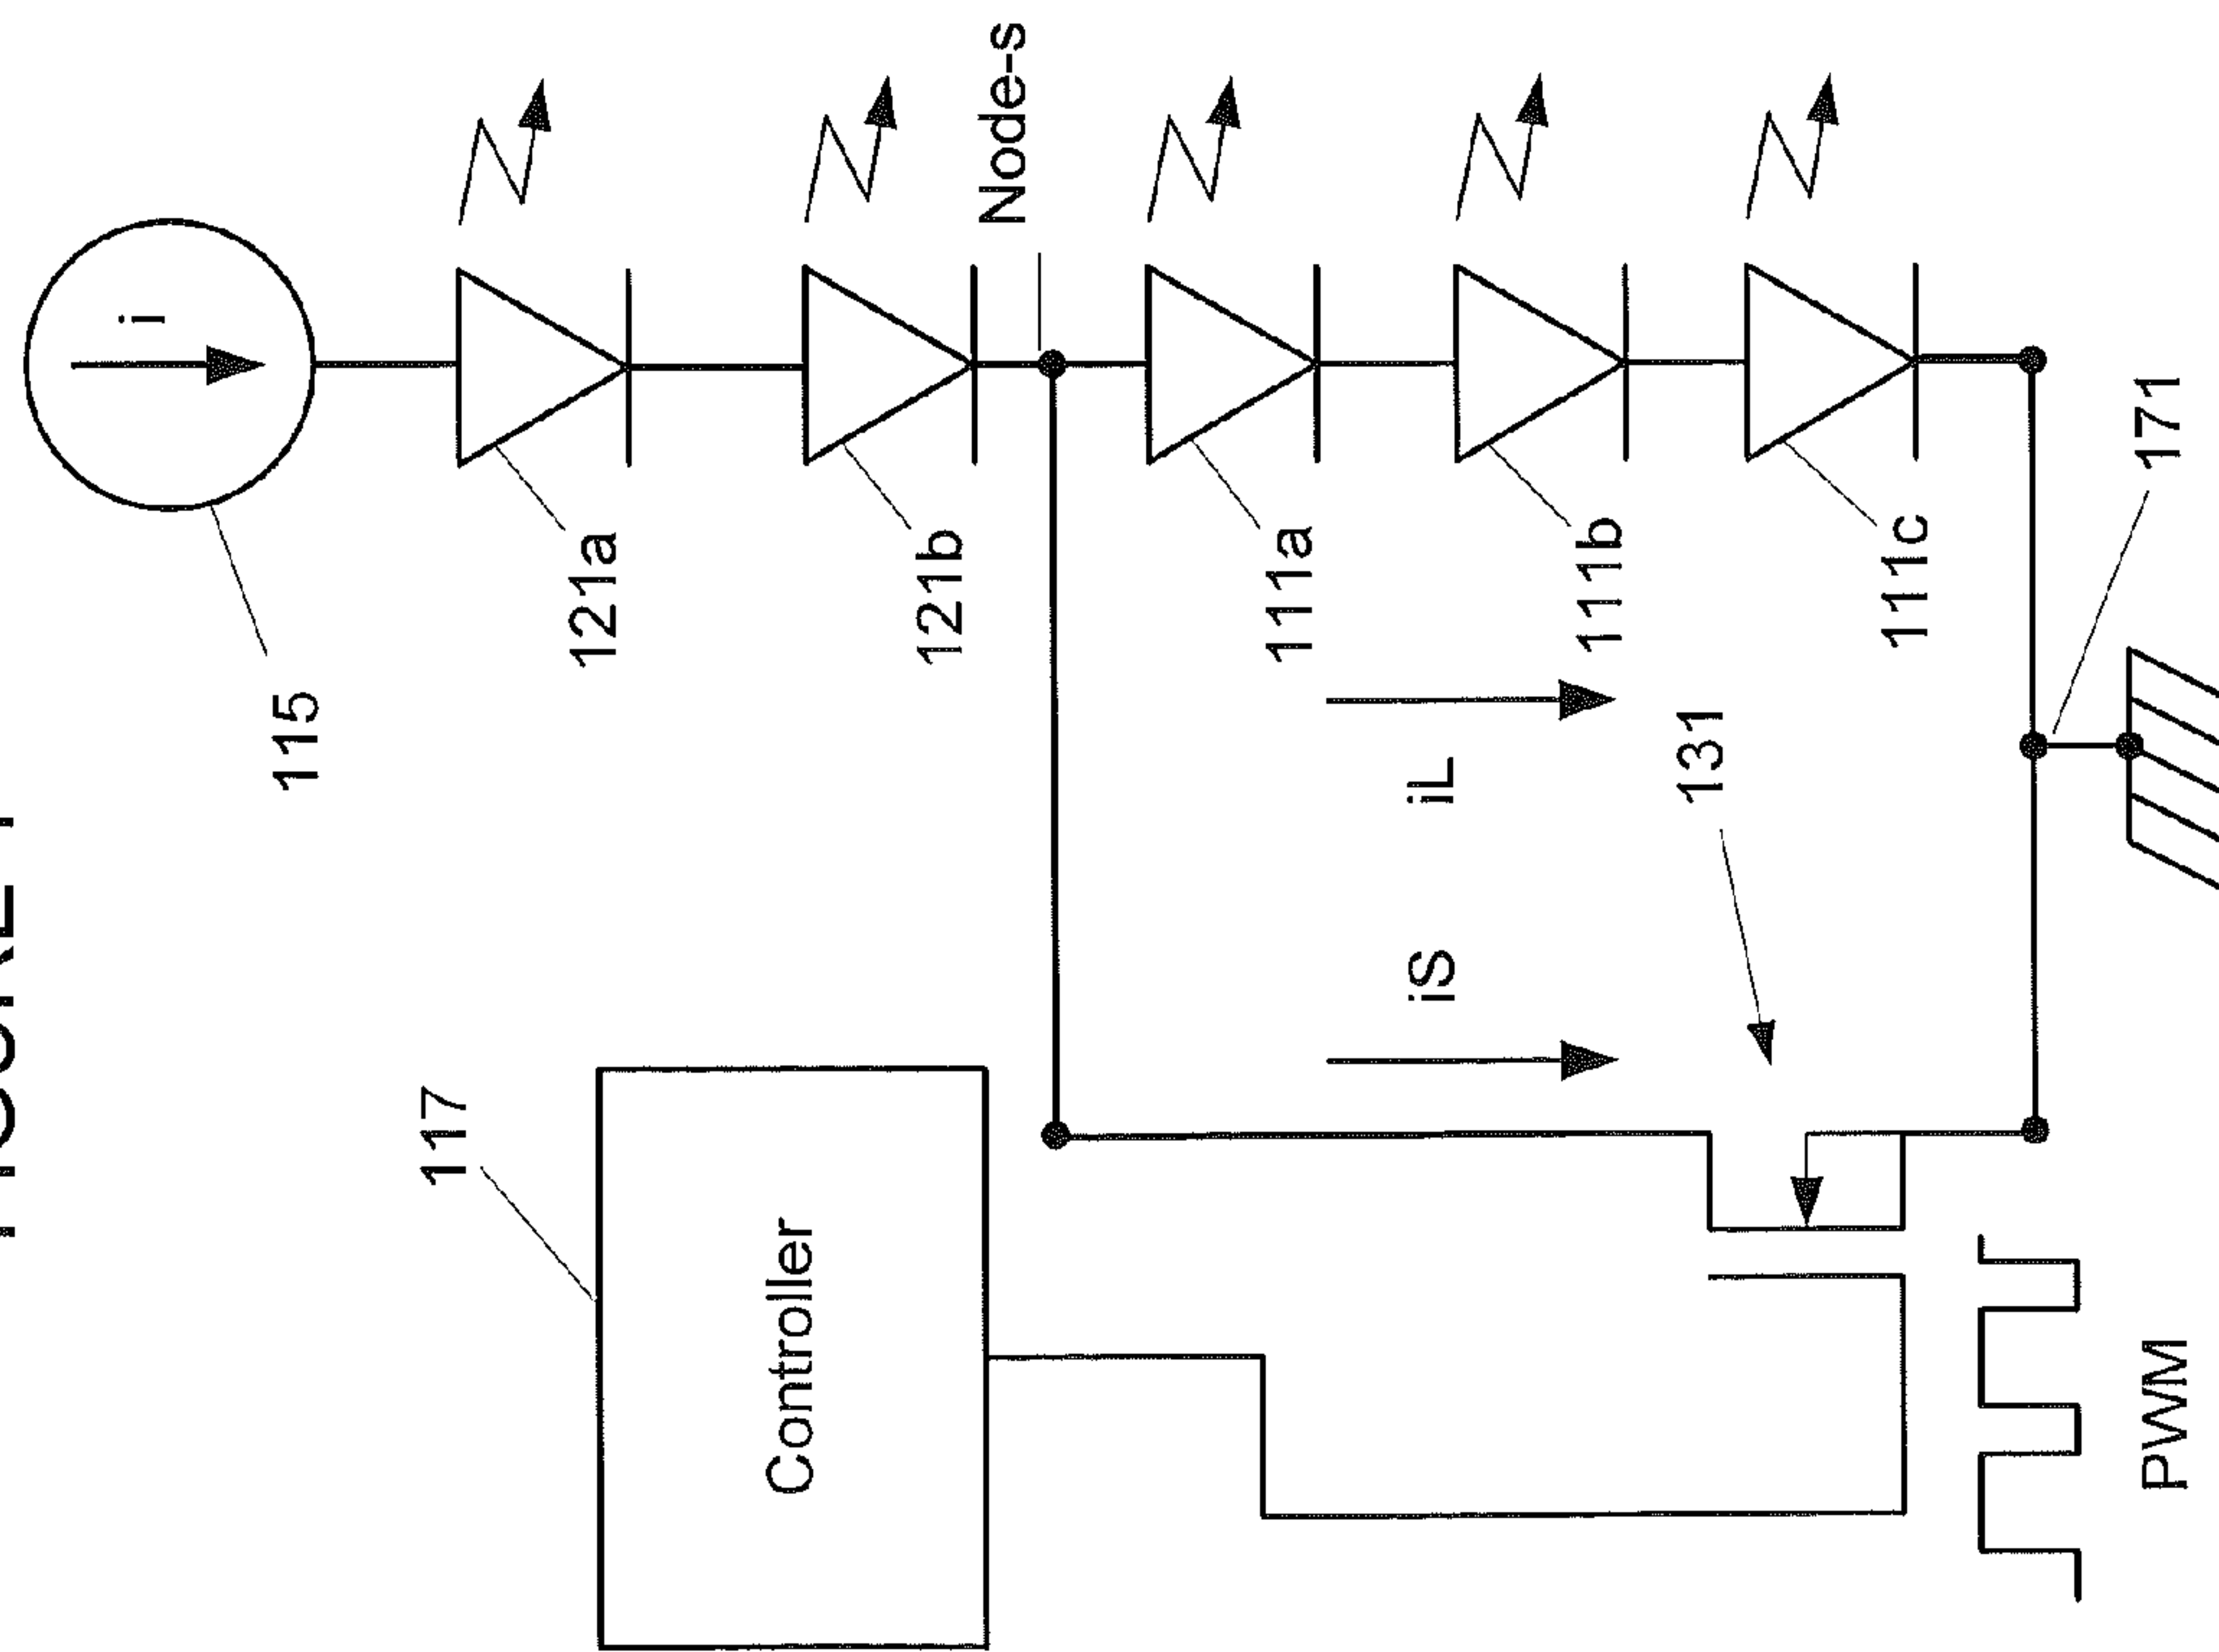 i
115
121a
121b
Node-s
117
Controller
111a
iS
iL
111b
131
111c
171
PWM